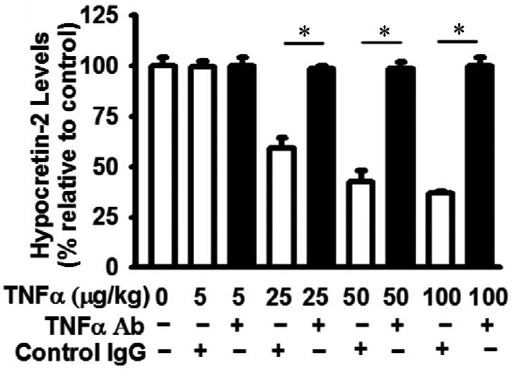 125
100
75
50
25
0
Hypocretin-2 Levels
(% relative to control)
* * *
TNFα (μg/kg) 0 5 5 25 25 50 50 100 100
TNFα Ab − − + − + − + − +
Control IgG − + − + − + − + −